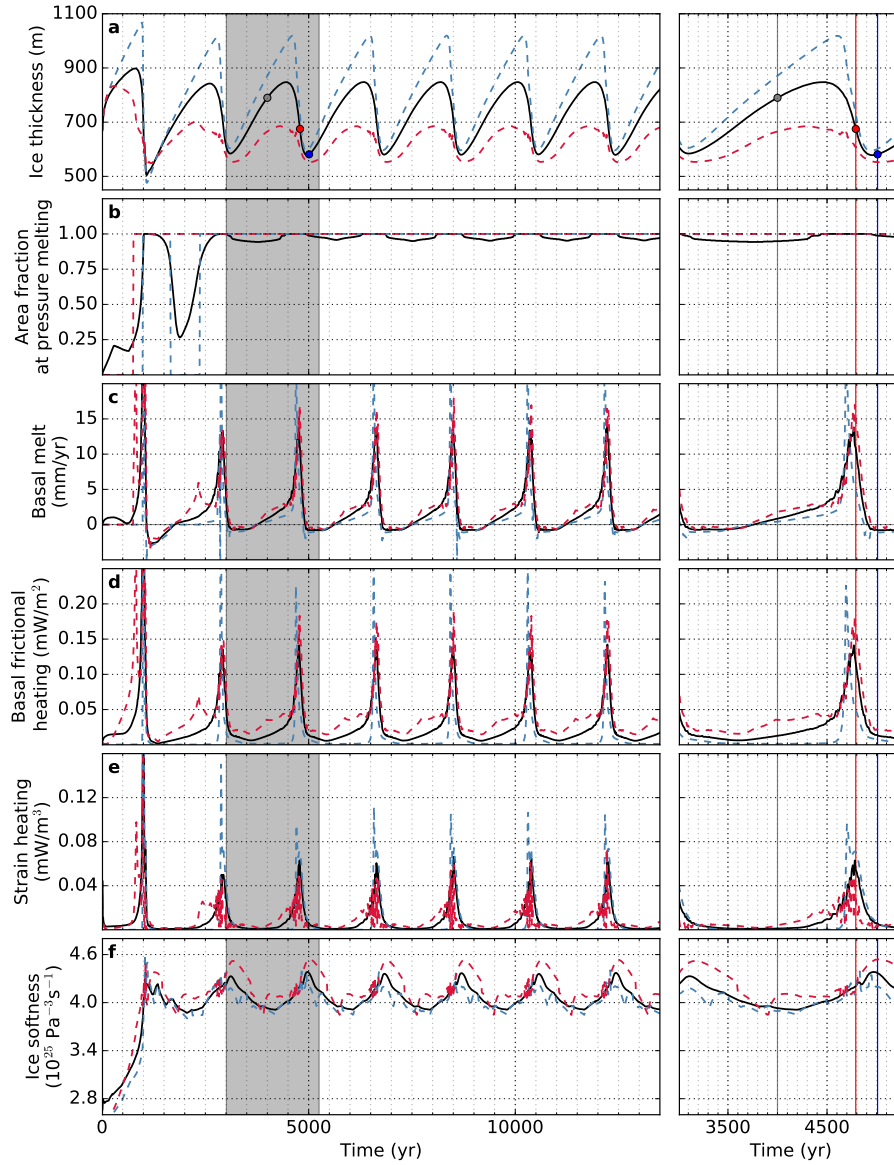 a
Ice thickness (m)
1100
900
700
500
b
Area fraction
at pressure melting
1.00
0.75
0.50
0.25
c
Basal melt
(mm/yr)
15
10
5
0
d
Basal frictional
heating (mW/m²)
0.20
0.15
0.10
0.05
e
Strain heating
(mW/m³)
0.12
0.08
0.04
f
Ice softness
(10²⁵ Pa⁻³s⁻¹)
4.6
4.0
3.4
2.8
0
5000
10000
3500
4500
Time (yr)
Time (yr)